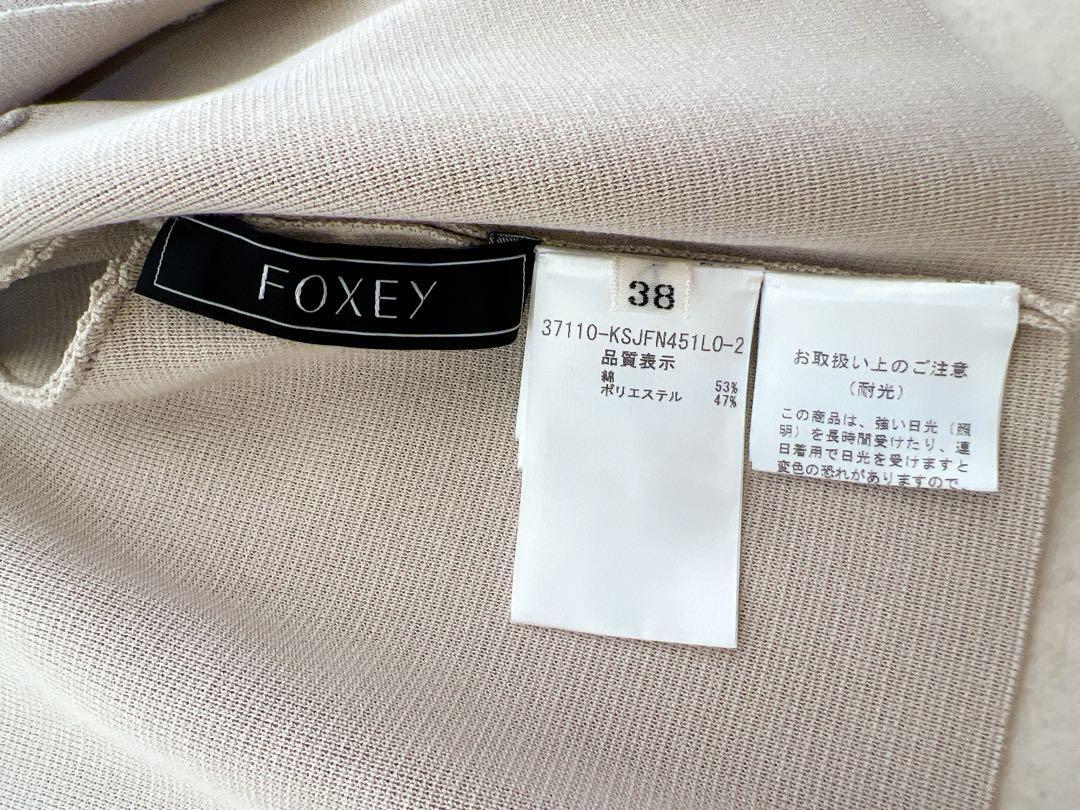 FOXEY
38
37110-KSJFN451L0-2
品質表示
綿 53%
ポリエステル 47%
お取扱い上のご注意
(耐光)
この商品は、強い日光(照
明)を長時間受けたり、連
日着用で日光を受けますと
変色の恐れがありますので、